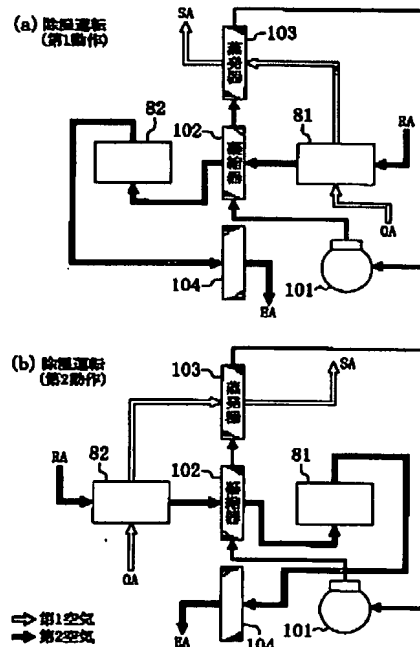 (a) 除湿運転
(第1動作)
SA
103
蒸発器
82
102
凝縮器
81
RA
OA
104
EA
101
(b) 除湿運転
(第2動作)
SA
103
蒸発器
82
RA
102
凝縮器
81
OA
EA
104
101
第1空気
第2空気